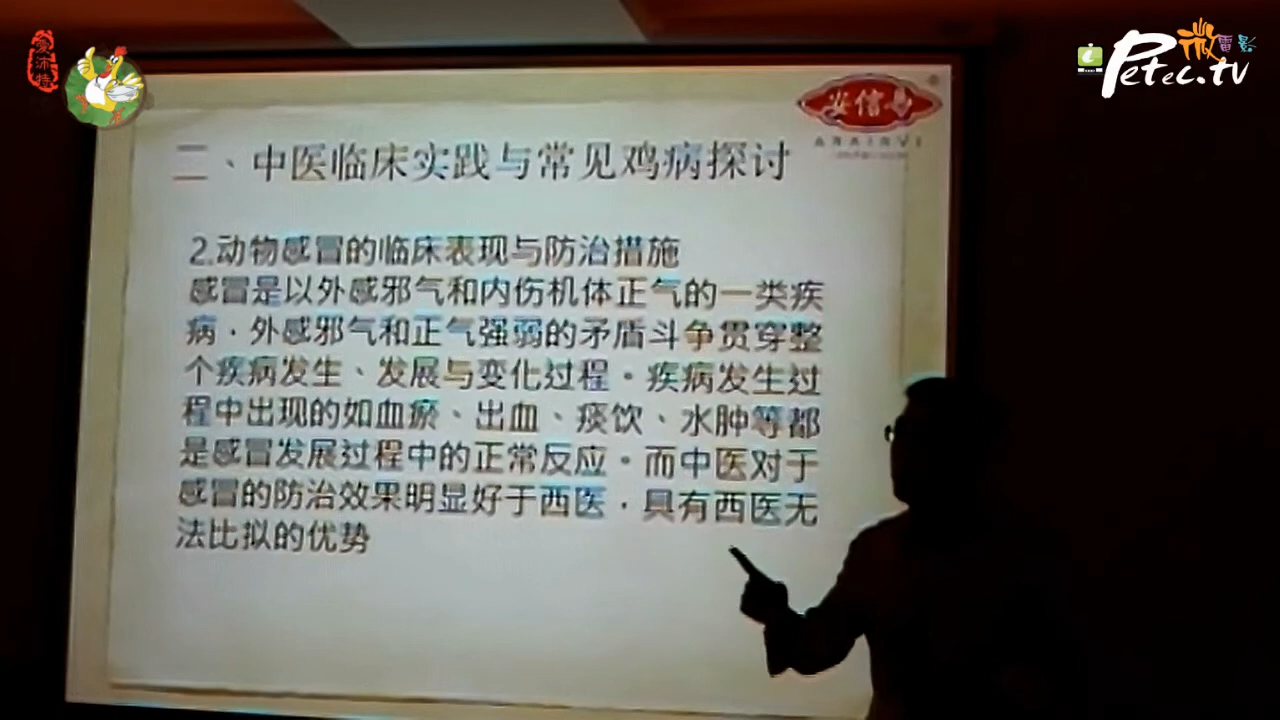 爱沛特
微電影
Petec.tv
安信
二、中医临床实践与常见鸡病探讨
2.动物感冒的临床表现与防治措施
感冒是以外感邪气和内伤机体正气的一类疾
病，外感邪气和正气强弱的矛盾斗争贯穿整
个疾病发生、发展与变化过程。疾病发生过
程中出现的如血瘀、出血、痰饮、水肿等都
是感冒发展过程中的正常反应。而中医对于
感冒的防治效果明显好于西医，具有西医无
法比拟的优势